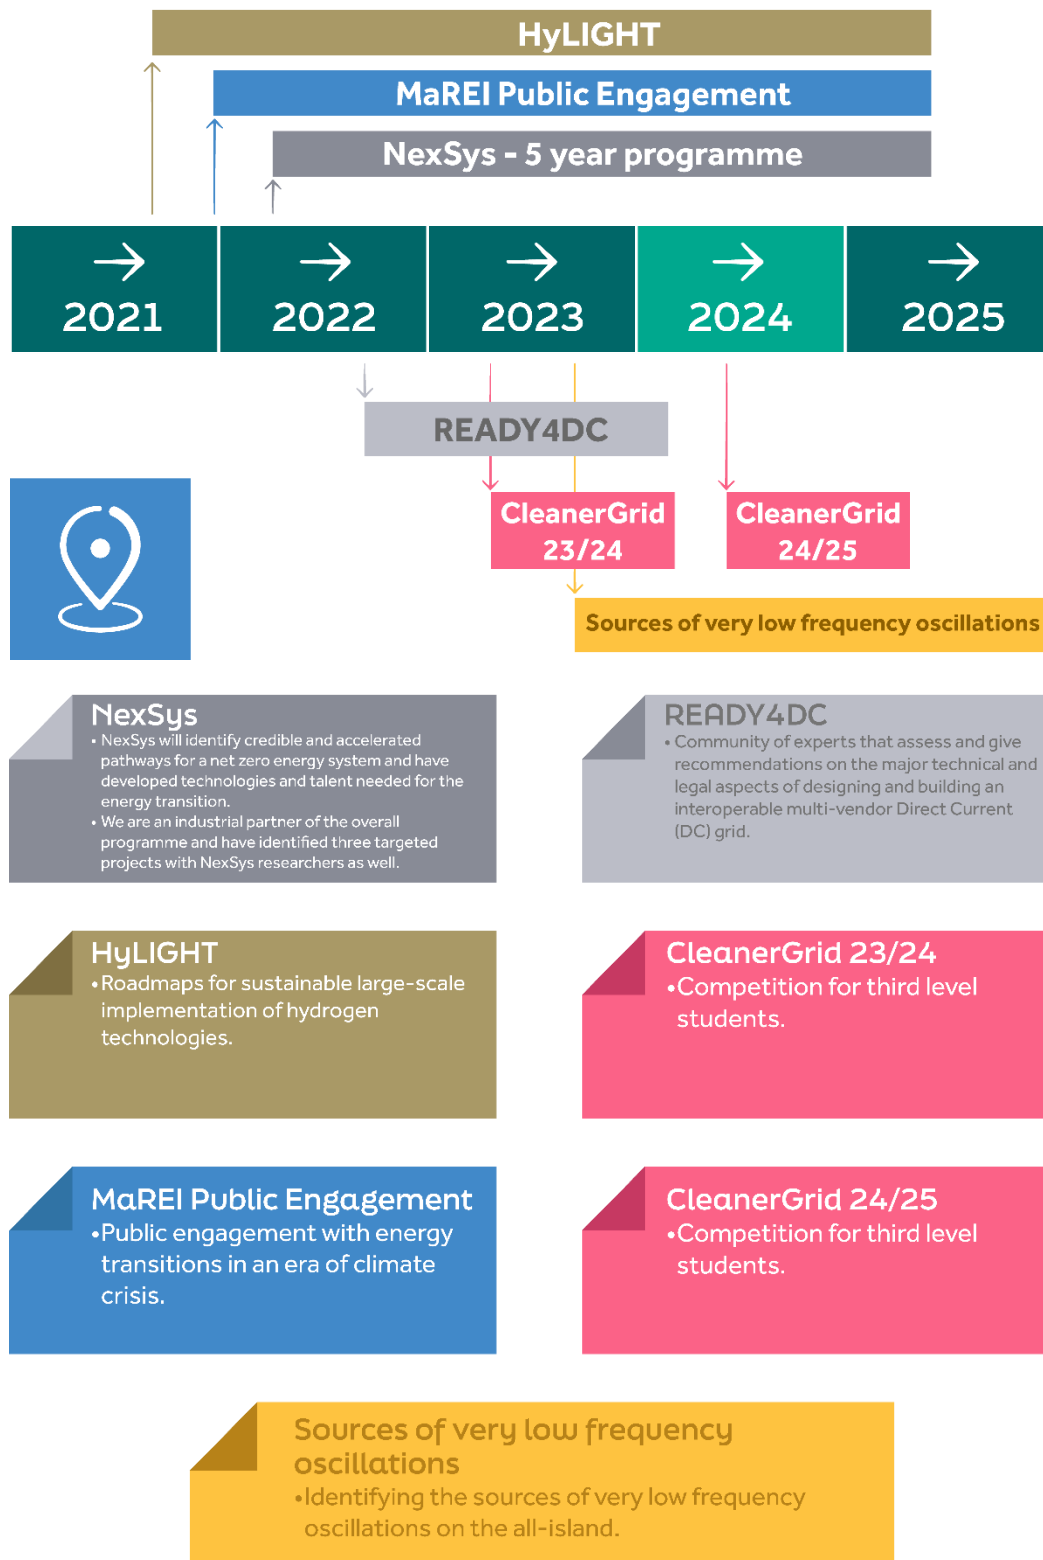 HyLIGHT
MaREI Public Engagement
NexSys - 5 year programme
2021
2022
2023
2024
2025
READY4DC
CleanerGrid
23/24
CleanerGrid
24/25
Sources of very low frequency oscillations
NexSys
• NexSys will identify credible and accelerated
pathways for a net zero energy system and have
developed technologies and talent needed for the
energy transition.
• We are an industrial partner of the overall
programme and have identified three targeted
projects with NexSys researchers as well.
READY4DC
• Community of experts that assess and give
recommendations on the major technical and
legal aspects of designing and building an
interoperable multi-vendor Direct Current
(DC) grid.
HyLIGHT
•Roadmaps for sustainable large-scale
implementation of hydrogen
technologies.
CleanerGrid 23/24
•Competition for third level
students.
MaREI Public Engagement
•Public engagement with energy
transitions in an era of climate
crisis.
CleanerGrid 24/25
•Competition for third level
students.
Sources of very low frequency
oscillations
•Identifying the sources of very low frequency
oscillations on the all-island.